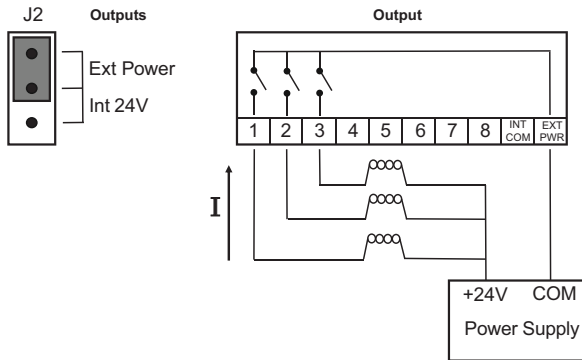 J2
Outputs
Ext Power
Int 24V
Output
1 2 3 4 5 6 7 8 INT COM EXT PWR
I
+24V COM
Power Supply